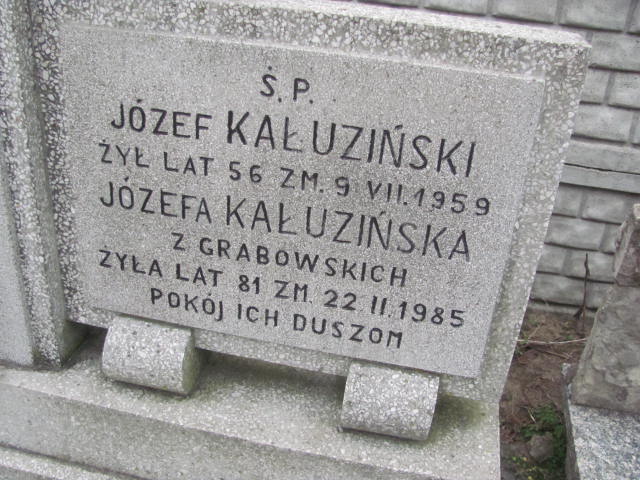 Ś.P.
JÓZEF KAŁUZIŃSKI
ŻYŁ LAT 56 ZM. 9 VII.1959
JÓZEFA KAŁUZIŃSKA
Z GRABOWSKICH
ŻYŁA LAT 81 ZM. 22 II.1985
POKÓJ ICH DUSZOM